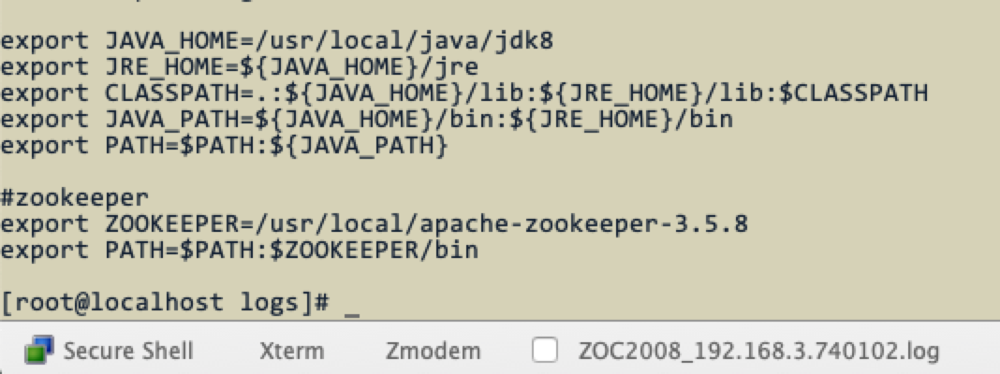 export JAVA_HOME=/usr/local/java/jdk8
export JRE_HOME=${JAVA_HOME}/jre
export CLASSPATH=.:${JAVA_HOME}/lib:${JRE_HOME}/lib:$CLASSPATH
export JAVA_PATH=${JAVA_HOME}/bin:${JRE_HOME}/bin
export PATH=$PATH:${JAVA_PATH}
#zookeeper
export ZOOKEEPER=/usr/local/apache-zookeeper-3.5.8
export PATH=$PATH:$ZOOKEEPER/bin
[root@localhost logs]# _
Secure Shell Xterm Zmodem ZOC2008_192.168.3.740102.log